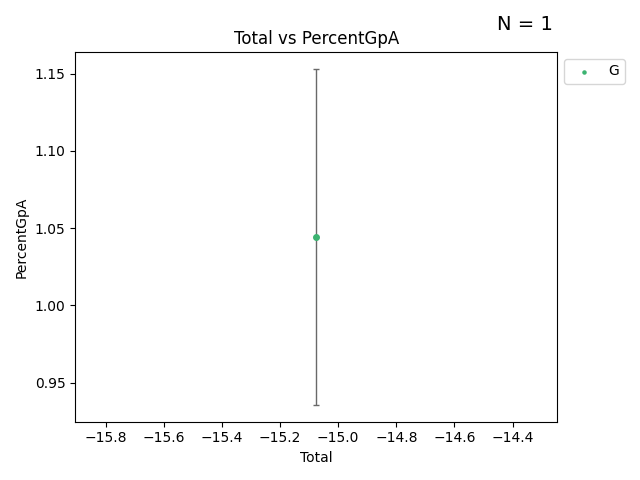 N = 1
Total vs PercentGpA
G
1.15
1.10
1.05
1.00
0.95
PercentGpA
−15.8 −15.6 −15.4 −15.2 −15.0 −14.8 −14.6 −14.4
Total